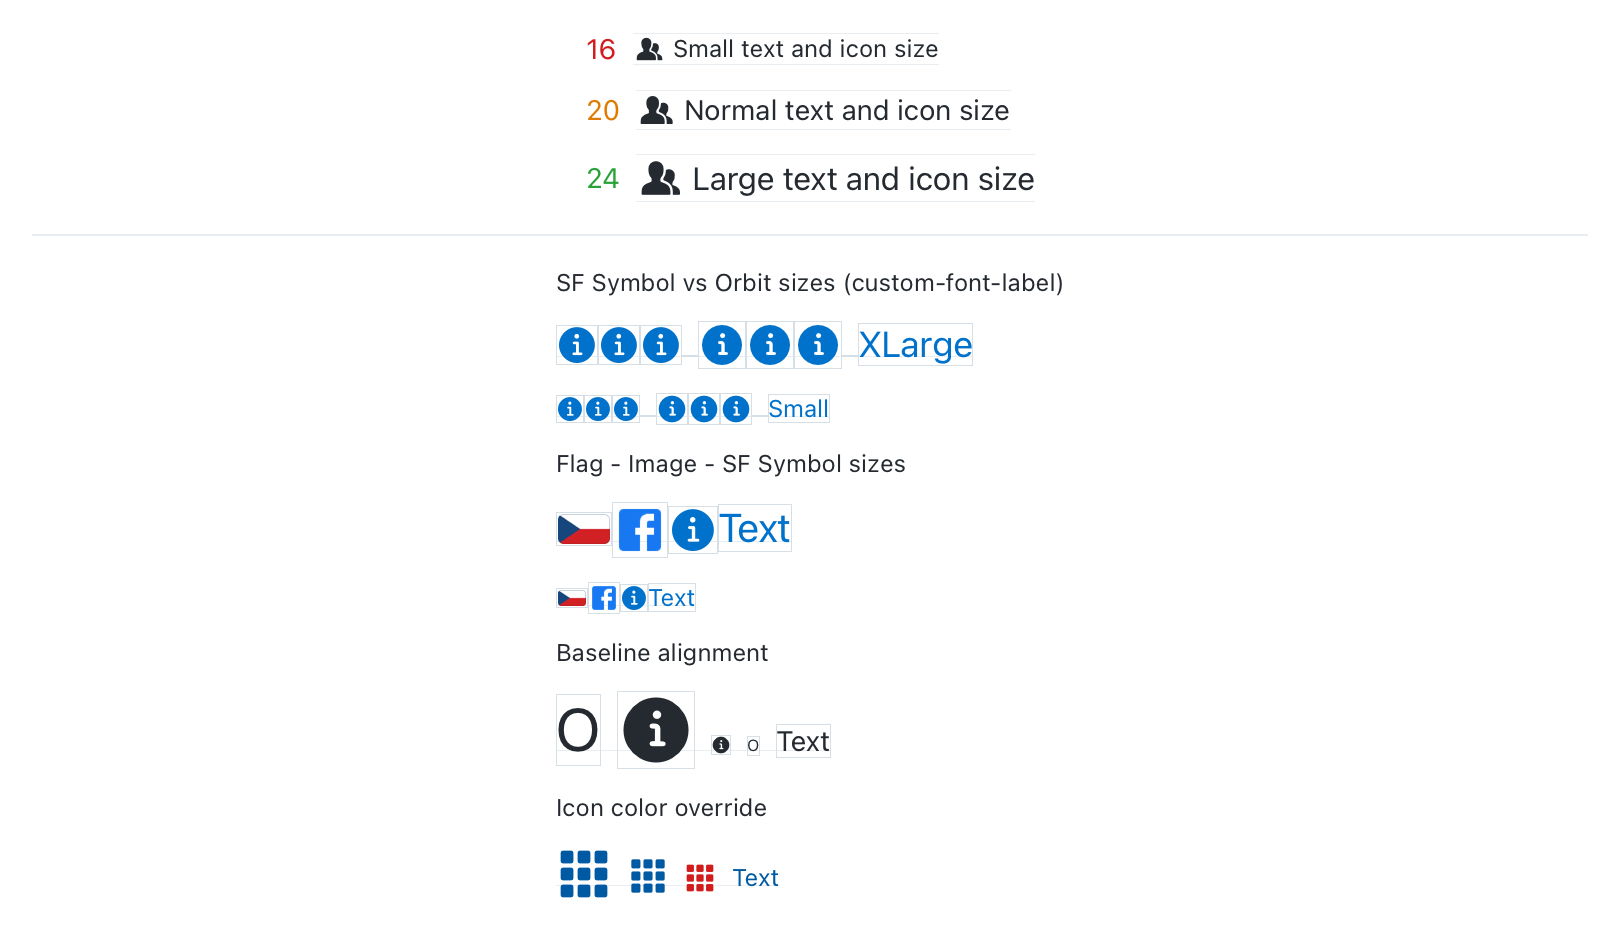 16 Small text and icon size
20 Normal text and icon size
24 Large text and icon size
SF Symbol vs Orbit sizes (custom-font-label)
XLarge
Small
Flag - Image - SF Symbol sizes
Text
Text
Baseline alignment
O O Text
Icon color override
Text